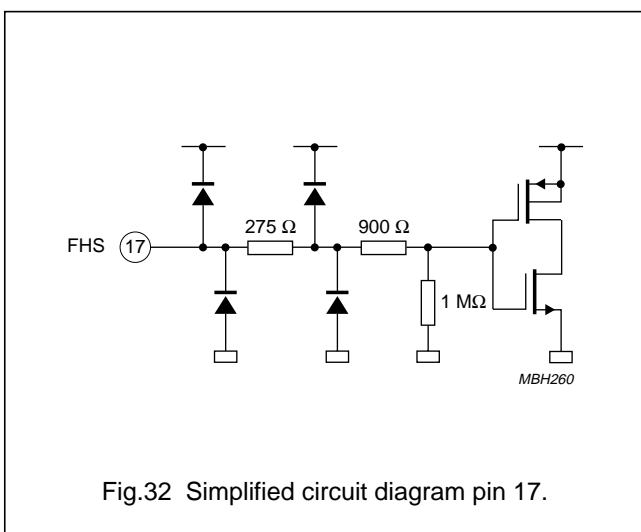 FHS 17 275 Ω 900 Ω
1 MΩ
MBH260
Fig.32 Simplified circuit diagram pin 17.